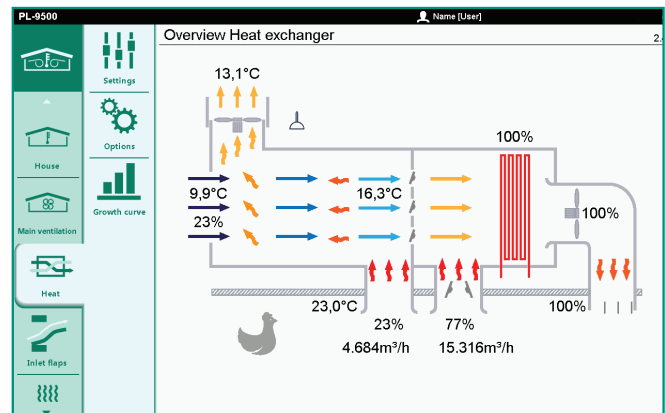 PL-9500
Name [User]
Overview Heat exchanger
2.
Settings
Options
Growth curve
House
Main ventilation
Heat
Inlet flaps
13,1°C
100%
9,9°C
16,3°C
23%
100%
23,0°C
100%
23%
77%
4.684m³/h
15.316m³/h